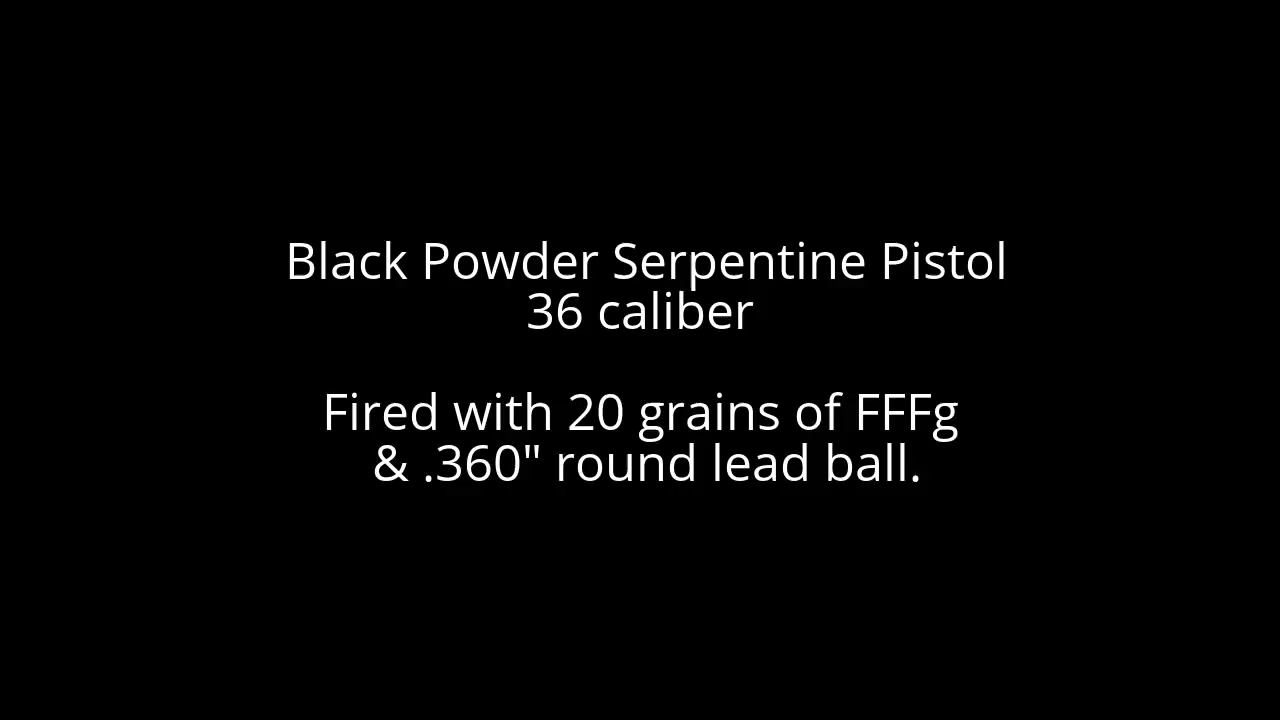 Black Powder Serpentine Pistol
36 caliber
Fired with 20 grains of FFFg
& .360" round lead ball.